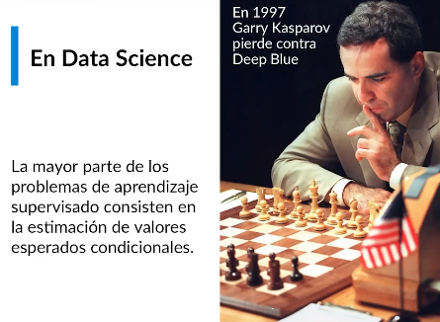 En Data Science
La mayor parte de los
problemas de aprendizaje
supervisado consisten en
la estimación de valores
esperados condicionales.
En 1997
Garry Kasparov
pierde contra
Deep Blue